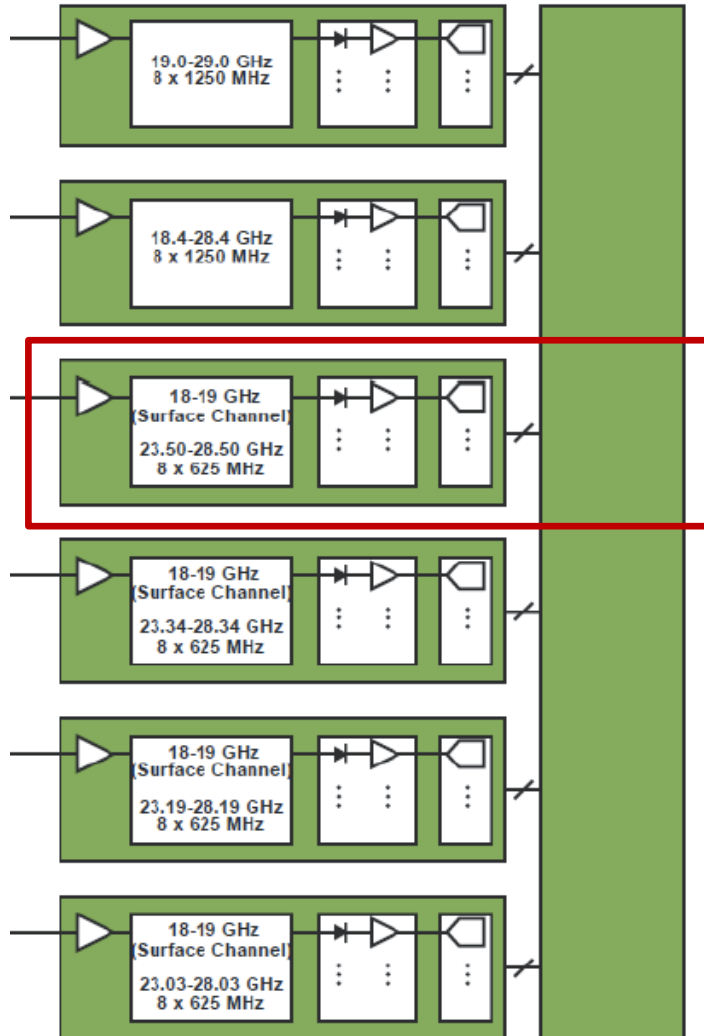 19.0-29.0 GHz
8 x 1250 MHz
18.4-28.4 GHz
8 x 1250 MHz
18-19 GHz
(Surface Channel)
23.50-28.50 GHz
8 x 625 MHz
18-19 GHz
(Surface Channel)
23.34-28.34 GHz
8 x 625 MHz
18-19 GHz
(Surface Channel)
23.19-28.19 GHz
8 x 625 MHz
18-19 GHz
(Surface Channel)
23.03-28.03 GHz
8 x 625 MHz